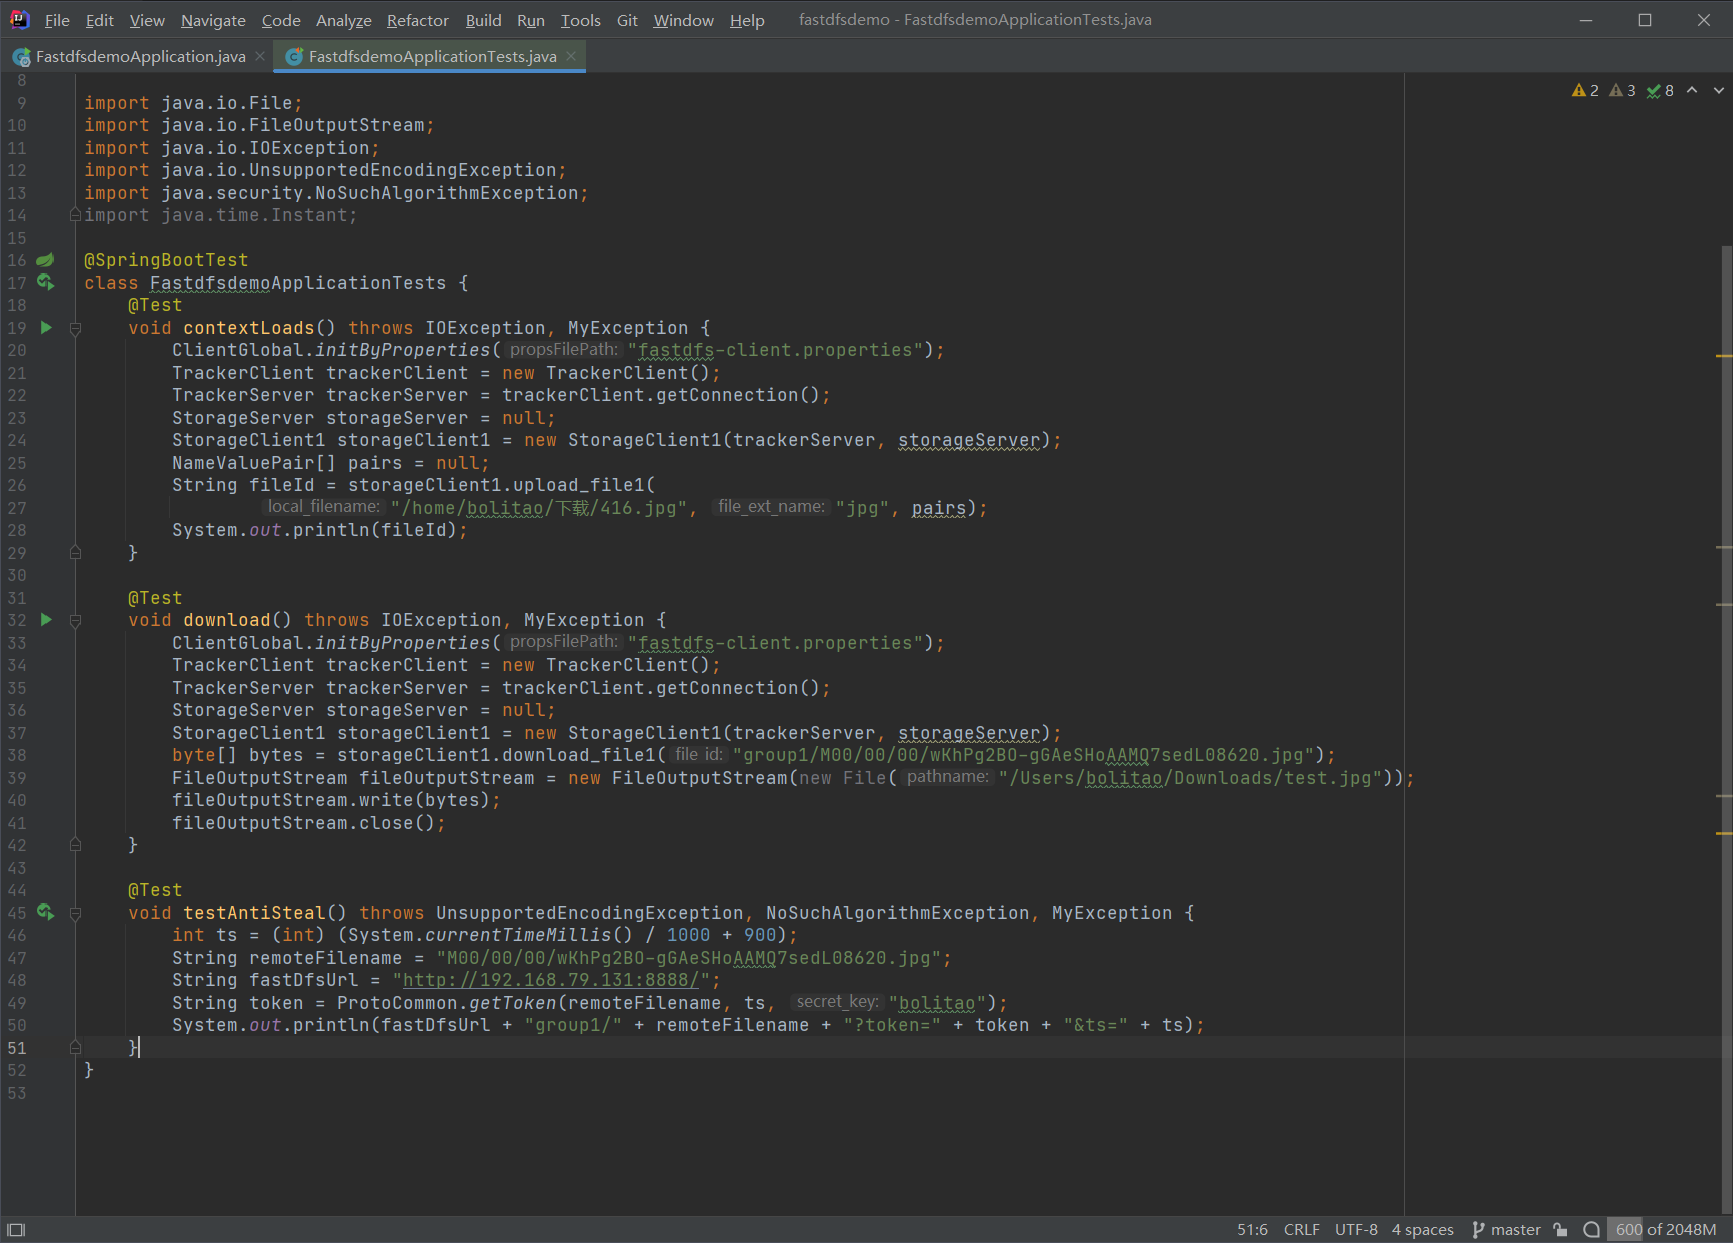 File Edit View Navigate Code Analyze Refactor Build Run Tools Git Window Help fastdfsdemo - FastdfsdemoApplicationTests.java
FastdfsdemoApplication.java FastdfsdemoApplicationTests.java
2 3 8
8
9 import java.io.File;
10 import java.io.FileOutputStream;
11 import java.io.IOException;
12 import java.io.UnsupportedEncodingException;
13 import java.security.NoSuchAlgorithmException;
14 import java.time.Instant;
15
16 @SpringBootTest
17 class FastdfsdemoApplicationTests {
18 @Test
19 void contextLoads() throws IOException, MyException {
20 ClientGlobal.initByProperties( propsFilePath: "fastdfs-client.properties");
21 TrackerClient trackerClient = new TrackerClient();
22 TrackerServer trackerServer = trackerClient.getConnection();
23 StorageServer storageServer = null;
24 StorageClient1 storageClient1 = new StorageClient1(trackerServer, storageServer);
25 NameValuePair[] pairs = null;
26 String fileId = storageClient1.upload_file1(
27 local_filename: "/home/bolitao/下载/416.jpg", file_ext_name: "jpg", pairs);
28 System.out.println(fileId);
29 }
30
31 @Test
32 void download() throws IOException, MyException {
33 ClientGlobal.initByProperties( propsFilePath: "fastdfs-client.properties");
34 TrackerClient trackerClient = new TrackerClient();
35 TrackerServer trackerServer = trackerClient.getConnection();
36 StorageServer storageServer = null;
37 StorageClient1 storageClient1 = new StorageClient1(trackerServer, storageServer);
38 byte[] bytes = storageClient1.download_file1( file id: "group1/M00/00/00/wKhPg2BO-gGAeSHoAAMQ7sedL08620.jpg");
39 FileOutputStream fileOutputStream = new FileOutputStream(new File( pathname: "/Users/bolitao/Downloads/test.jpg"));
40 fileOutputStream.write(bytes);
41 fileOutputStream.close();
42 }
43
44 @Test
45 void testAntiSteal() throws UnsupportedEncodingException, NoSuchAlgorithmException, MyException {
46 int ts = (int) (System.currentTimeMillis() / 1000 + 900);
47 String remoteFilename = "M00/00/00/wKhPg2BO-gGAeSHoAAMQ7sedL08620.jpg";
48 String fastDfsUrl = "http://192.168.79.131:8888/";
49 String token = ProtoCommon.getToken(remoteFilename, ts, secret_key: "bolitao");
50 System.out.println(fastDfsUrl + "group1/" + remoteFilename + "?token=" + token + "&ts=" + ts);
51 }
52 }
53
51:6 CRLF UTF-8 4 spaces master 600 of 2048M